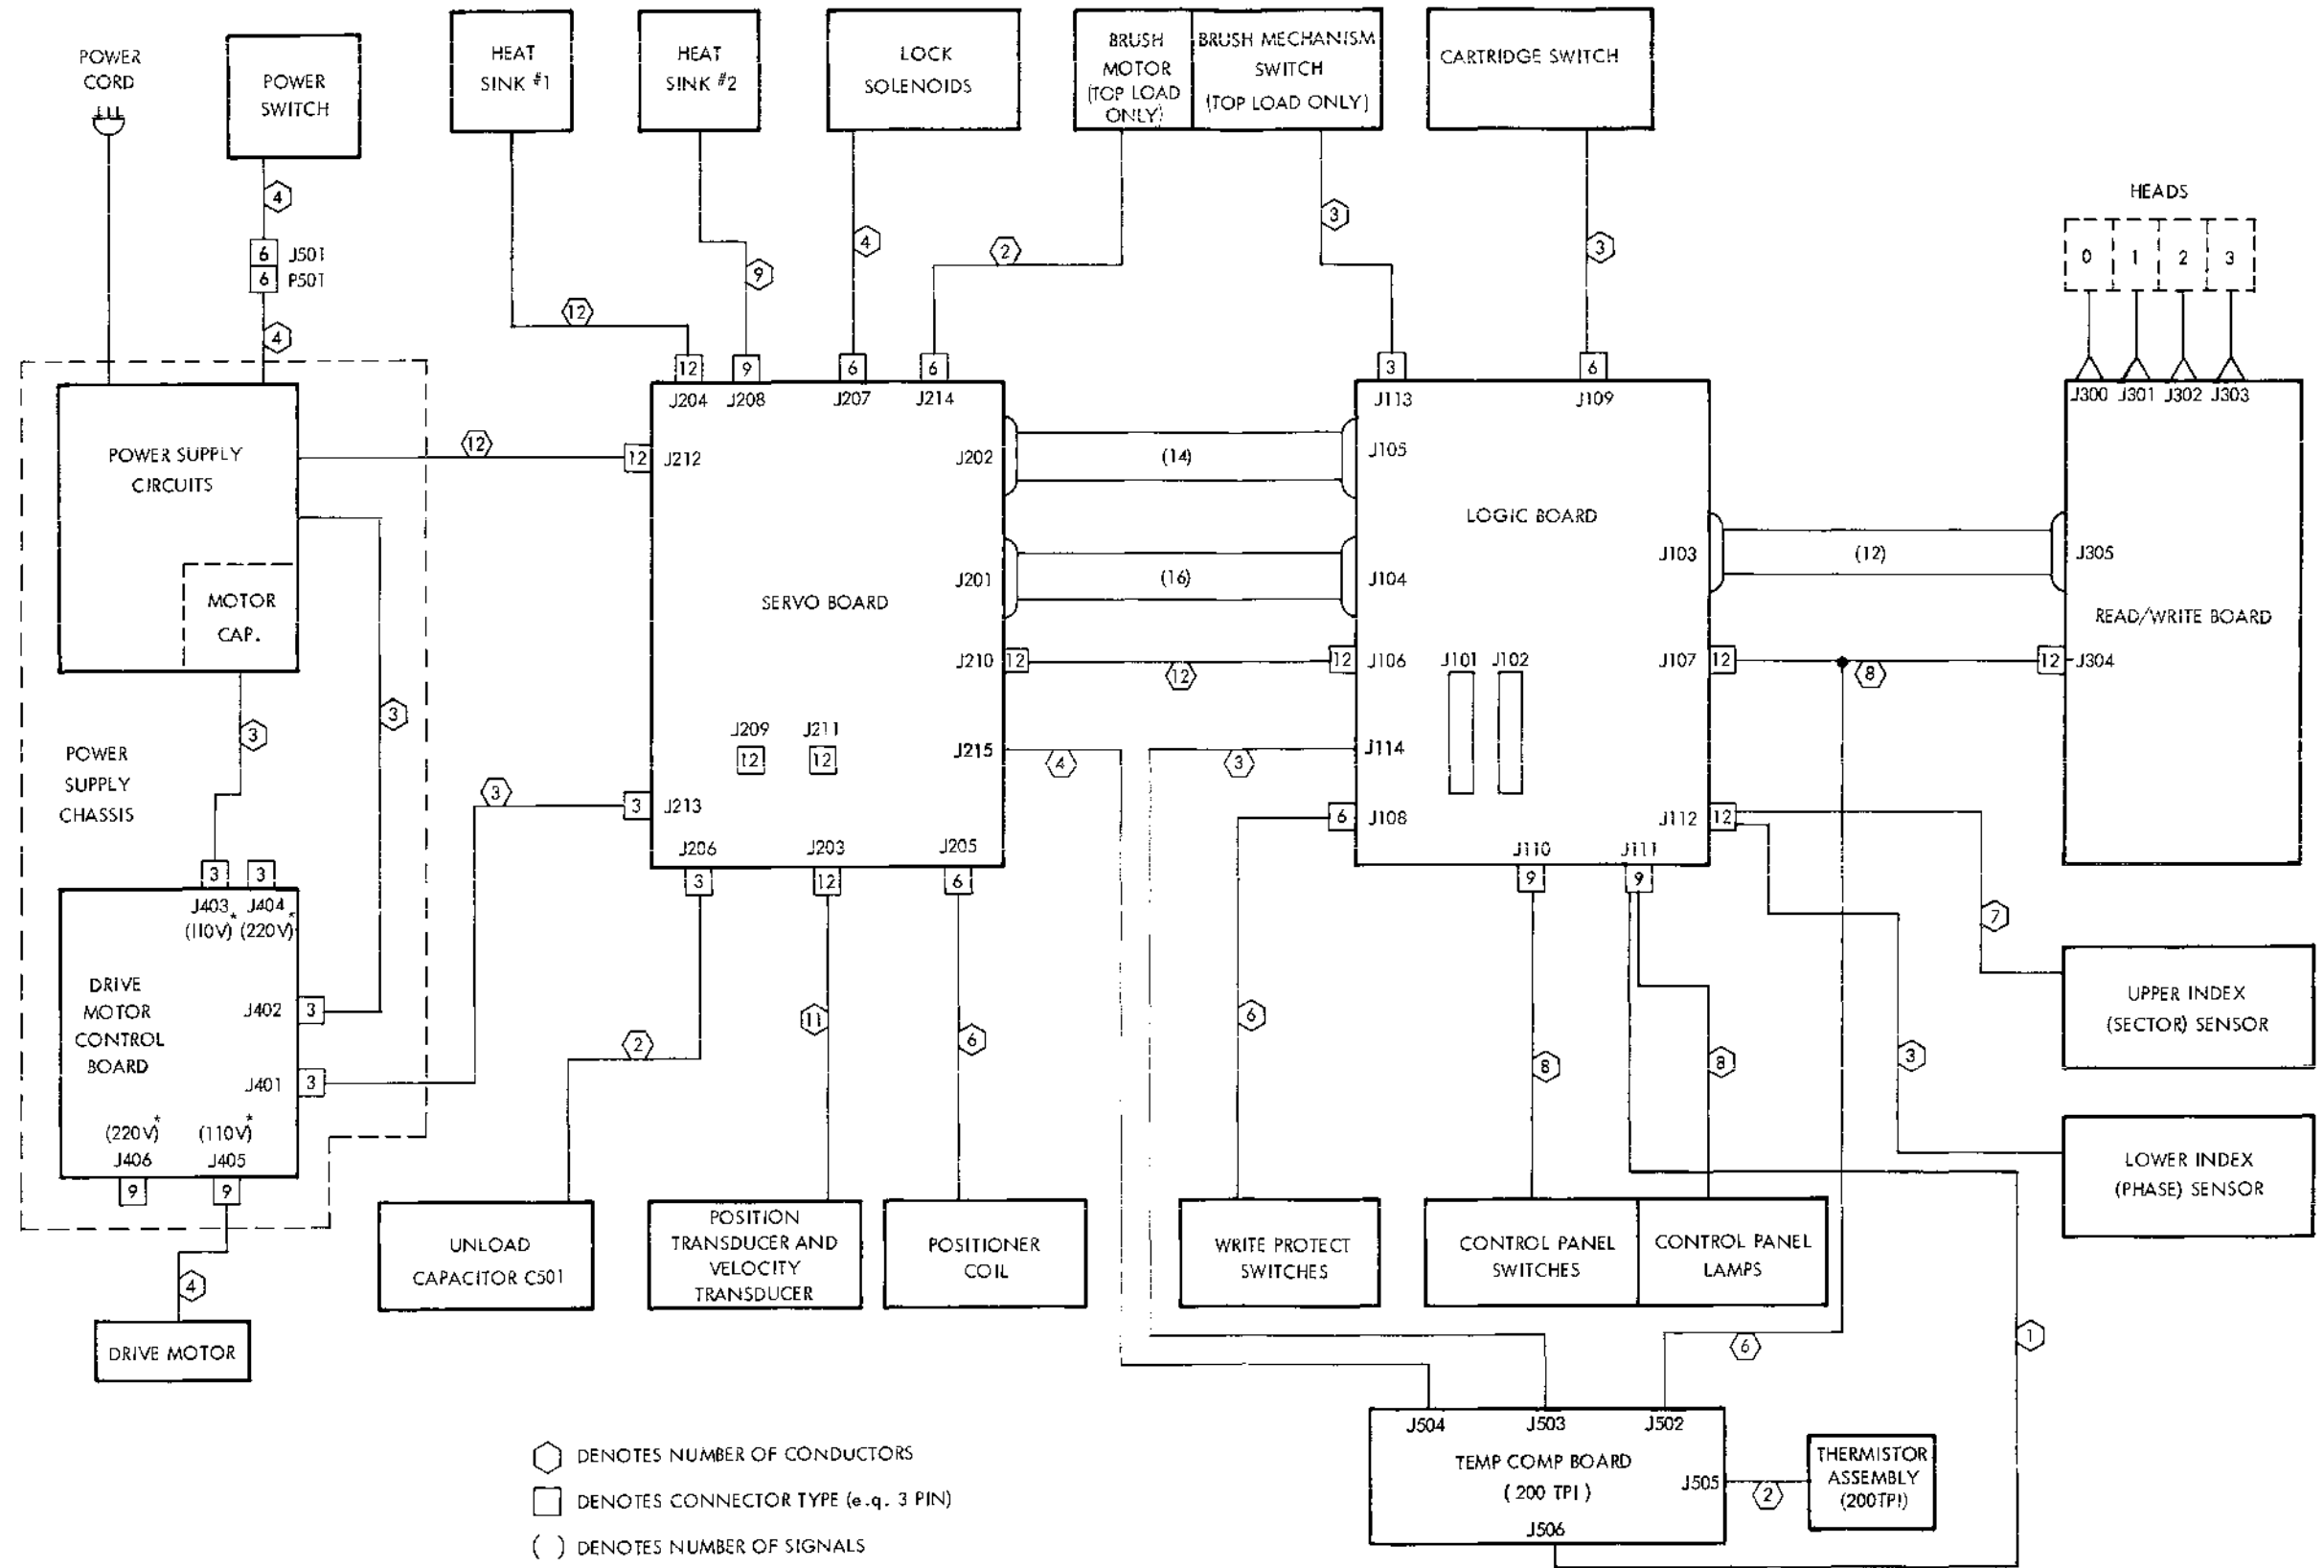 POWER
CORD
POWER
SWITCH
4
6 J501
6 P501
4
HEAT
SINK #1
12
HEAT
SINK #2
9
LOCK
SOLENOIDS
4
BRUSH
MOTOR
(TOP LOAD
ONLY)
2
BRUSH MECHANISM
SWITCH
(TOP LOAD ONLY)
3
CARTRIDGE SWITCH
3
HEADS
0 1 2 3
J300 J301 J302 J303
POWER SUPPLY
CIRCUITS
MOTOR
CAP.
12
3
3
POWER
SUPPLY
CHASSIS
3 3
J403 J404
(110V)* (220V)*
DRIVE
MOTOR
CONTROL
BOARD
J402 3
J401 3
(220V)* (110V)*
J406 J405
9 9
4
DRIVE MOTOR
3
12 9 6 6
J204 J208 J207 J214
12 J212
J202
(14)
J201
(16)
SERVO BOARD
J210 12
12
J209 J211
12 12
J215
4
3 J213
J206 J203 J205
3 12 6
2
11
6
UNLOAD
CAPACITOR C501
POSITION
TRANSDUCER AND
VELOCITY
TRANSDUCER
POSITIONER
COIL
3 6
J113 J109
J105
LOGIC BOARD
J104
J103
(12)
12 J106
J101 J102
J107 12
8
J114
3
6 J108
J112 12
J110 J111
9 9
6
8
8
WRITE PROTECT
SWITCHES
CONTROL PANEL
SWITCHES
CONTROL PANEL
LAMPS
J305
READ/WRITE BOARD
12 J304
7
UPPER INDEX
(SECTOR) SENSOR
3
LOWER INDEX
(PHASE) SENSOR
1
6
J504 J503 J502
TEMP COMP BOARD
(200 TPI)
J505
J506
2
THERMISTOR
ASSEMBLY
(200TPI)
DENOTES NUMBER OF CONDUCTORS
DENOTES CONNECTOR TYPE (e.q. 3 PIN)
( ) DENOTES NUMBER OF SIGNALS